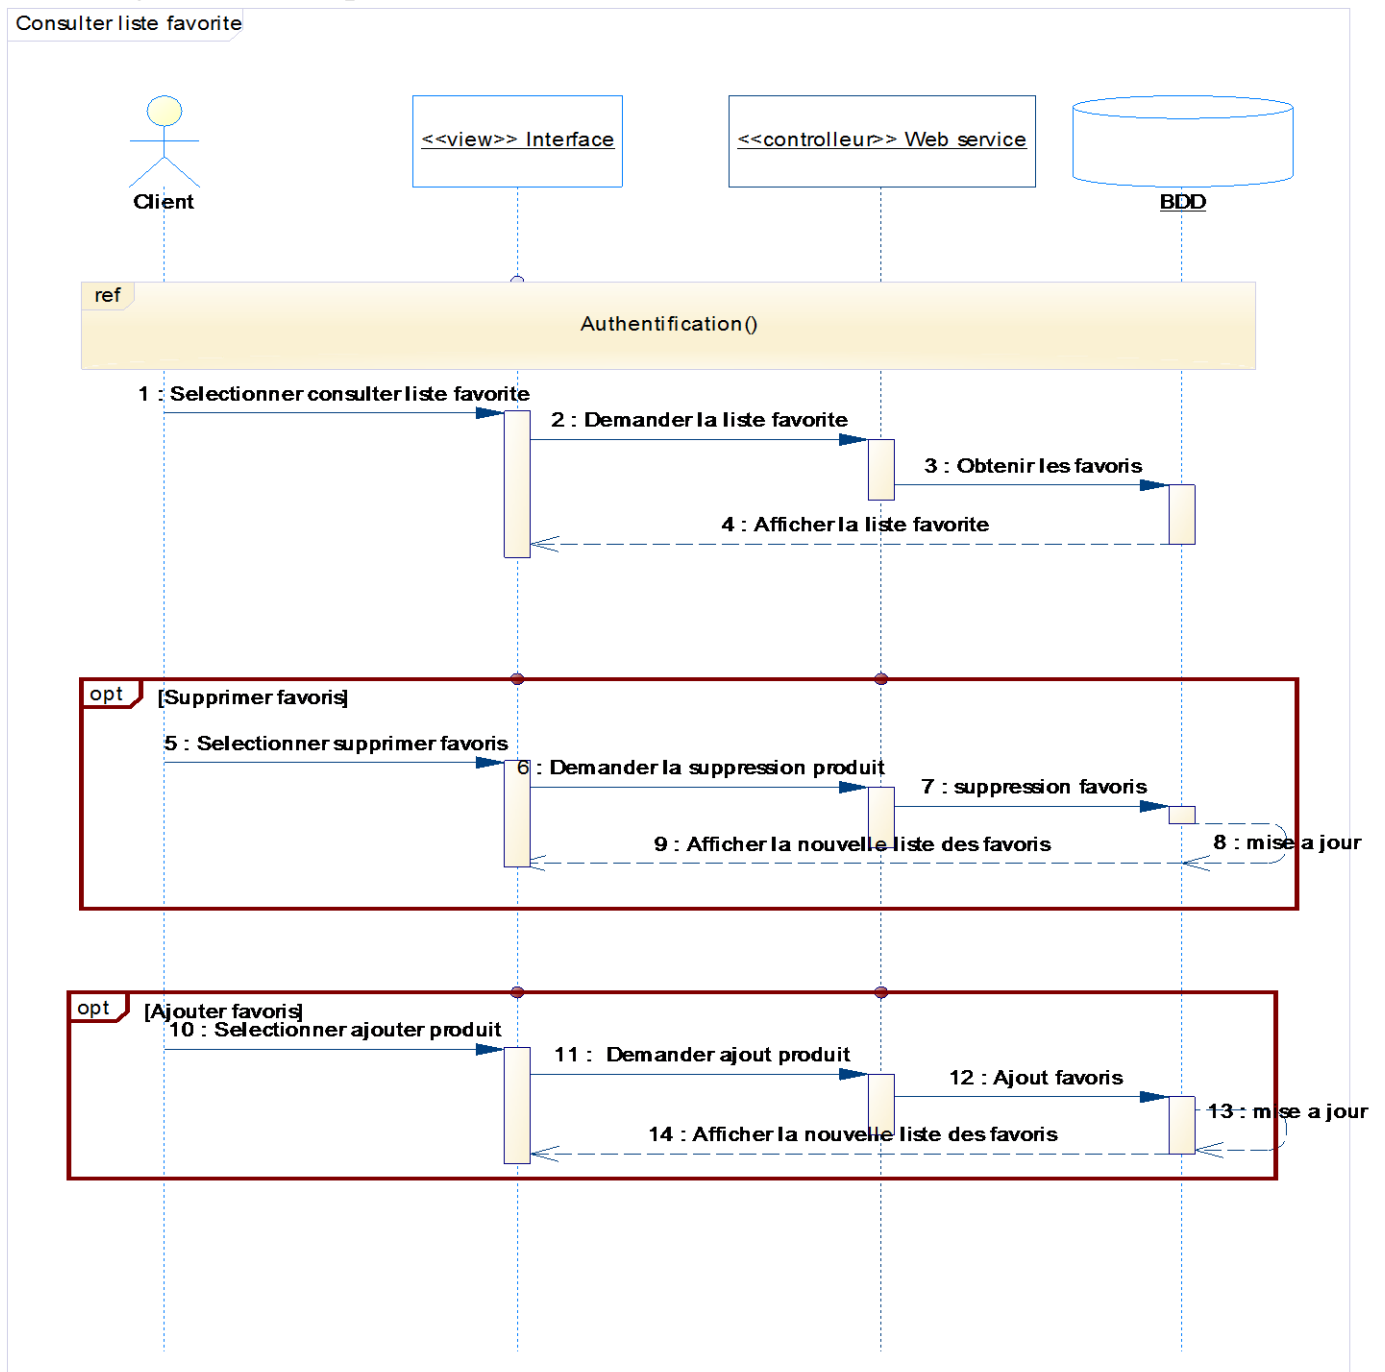 Consulter liste favorite
<<view>> Interface
<<controlleur>> Web service
Client
BDD
ref
Authentification()
1 : Selectionner consulter liste favorite
2 : Demander la liste favorite
3 : Obtenir les favoris
4 : Afficher la liste favorite
opt
[Supprimer favoris]
5 : Selectionner supprimer favoris
6 : Demander la suppression produit
7 : suppression favoris
8 : mise a jour
9 : Afficher la nouvelle liste des favoris
opt
[Ajouter favoris]
10 : Selectionner ajouter produit
11 : Demander ajout produit
12 : Ajout favoris
13 : mise a jour
14 : Afficher la nouvelle liste des favoris